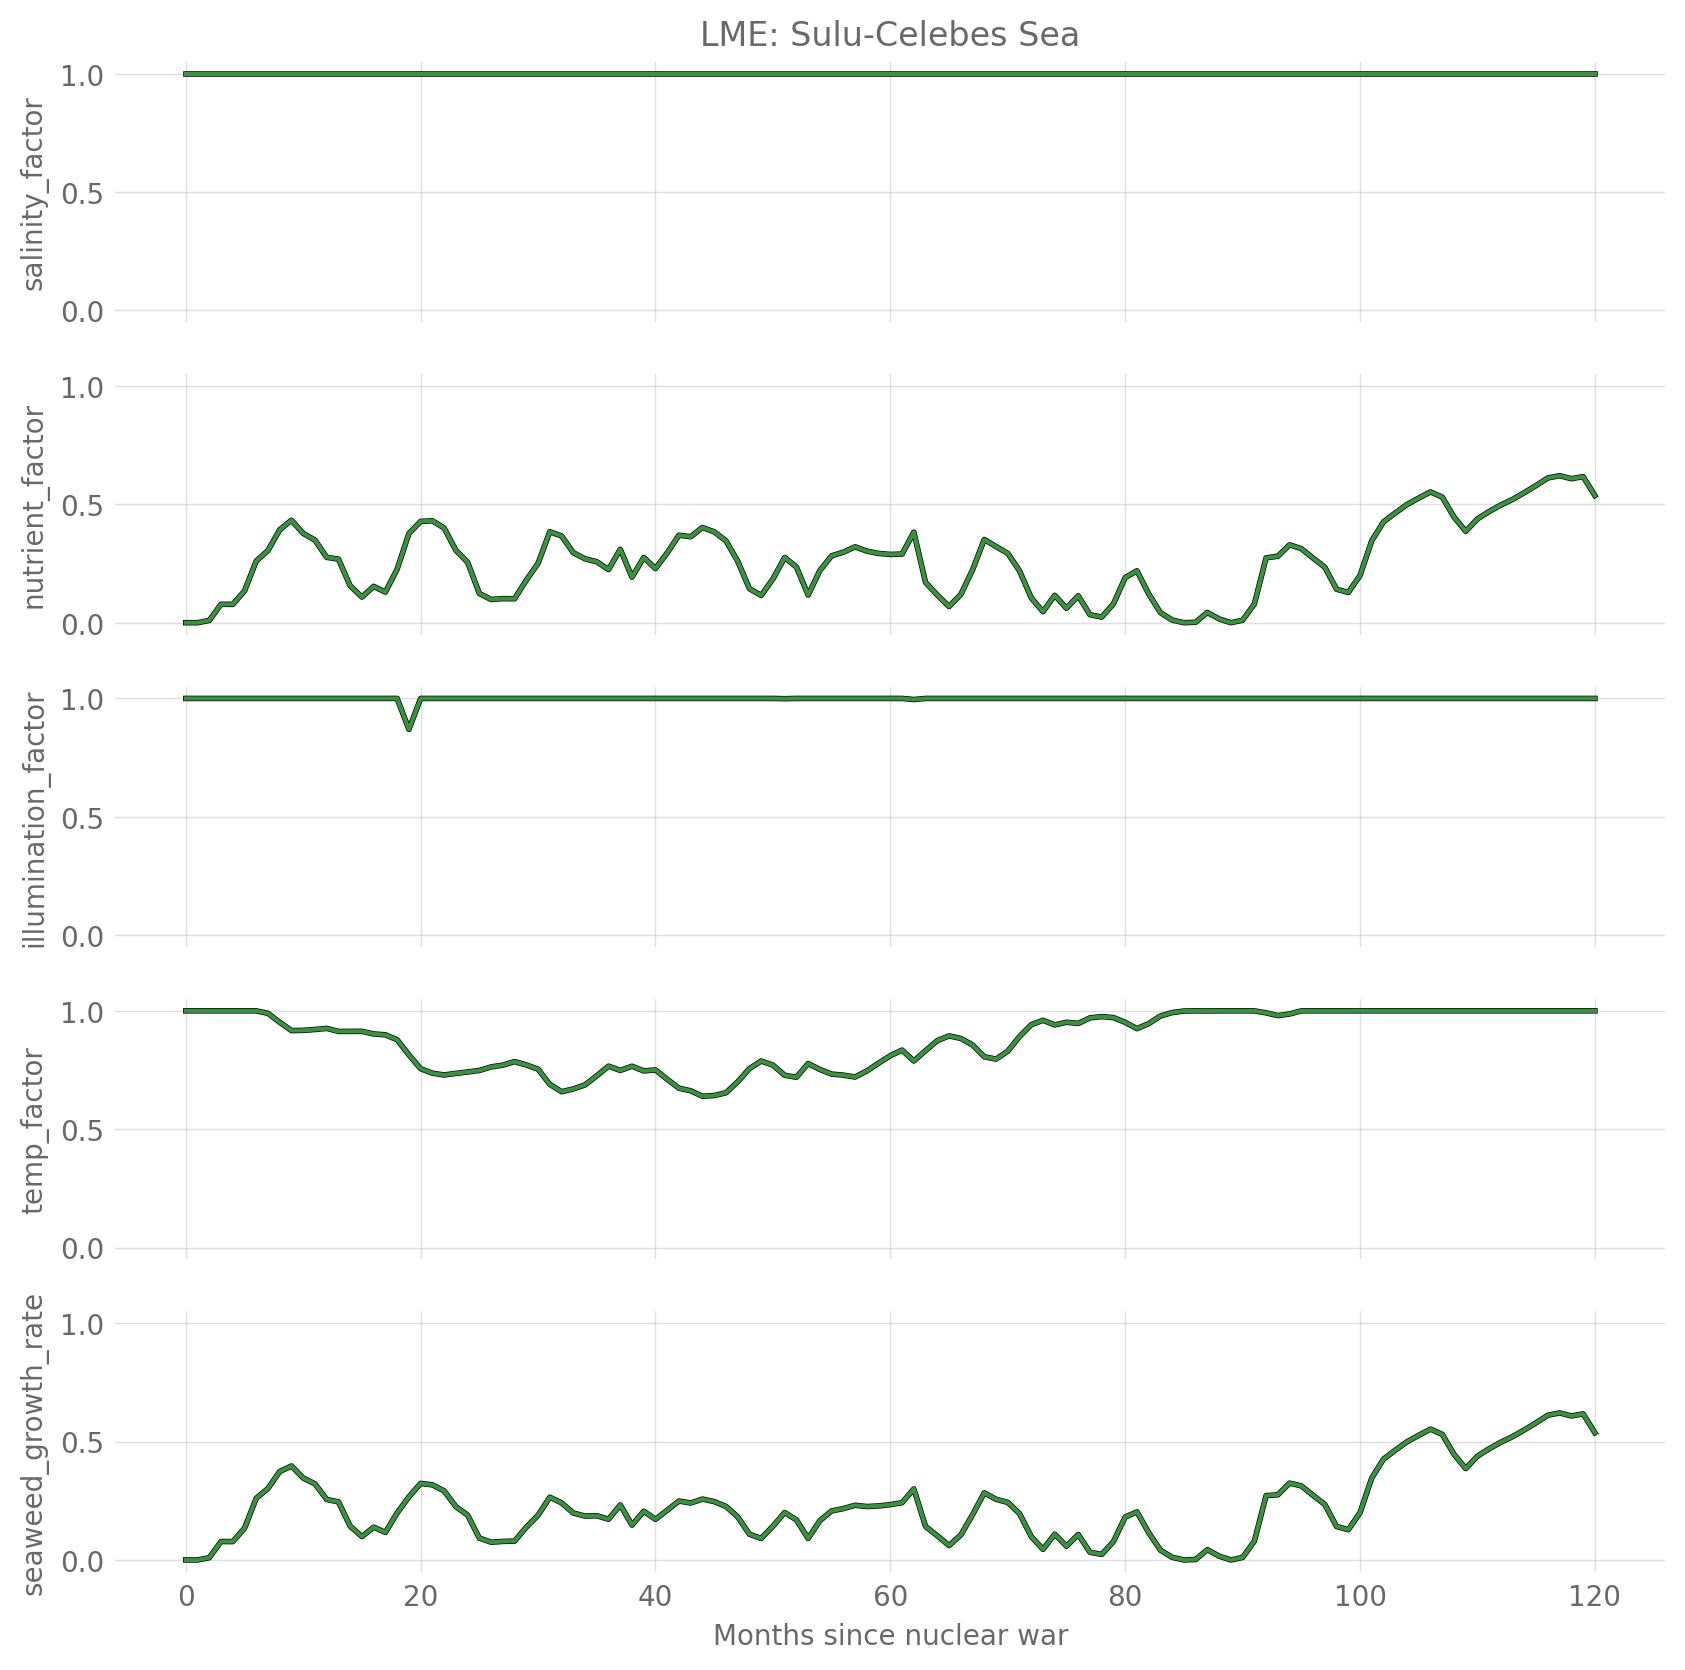 LME: Sulu-Celebes Sea
1.0
0.5
0.0
salinity_factor
1.0
0.5
0.0
nutrient_factor
1.0
0.5
0.0
illumination_factor
1.0
0.5
0.0
temp_factor
1.0
0.5
0.0
seaweed_growth_rate
0 20 40 60 80 100 120
Months since nuclear war